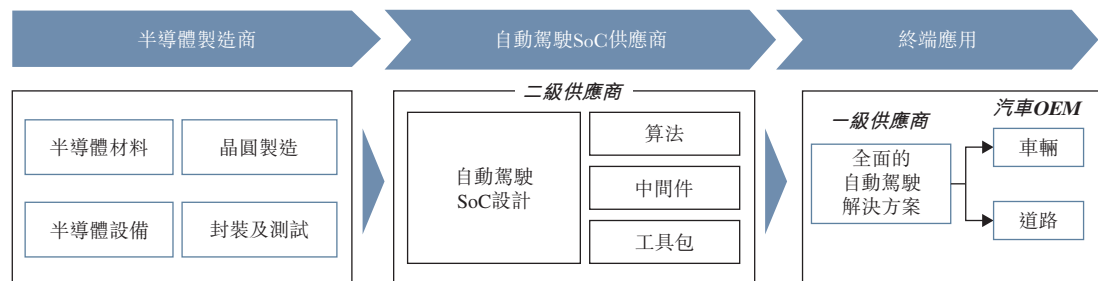 半導體製造商
自動駕駛SoC供應商
終端應用
半導體材料
晶圓製造
半導體設備
封裝及測試
二級供應商
自動駕駛
SoC設計
算法
中間件
工具包
一級供應商
全面的
自動駕駛
解決方案
汽車OEM
車輛
道路